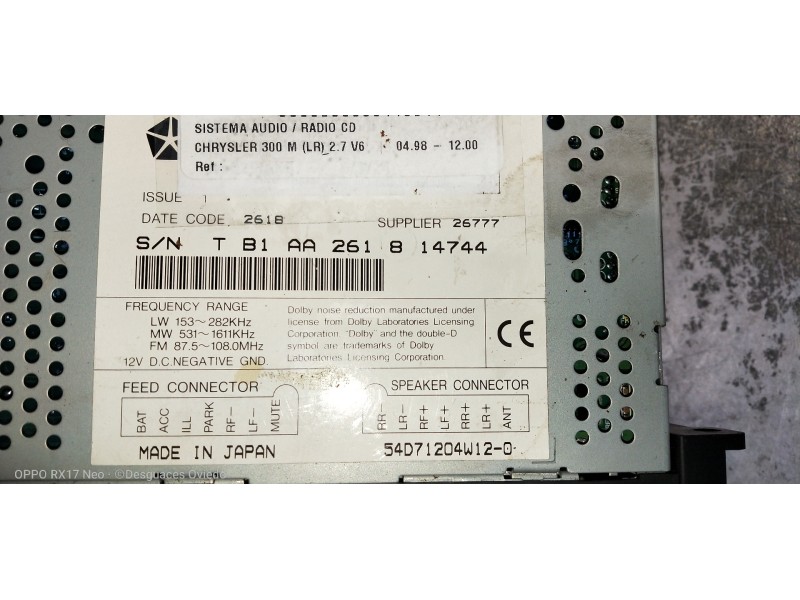 SISTEMA AUDIO / RADIO CD
CHRYSLER 300 M (LR) 2.7 V6 04.98 - 12.00
Ref :
ISSUE 1
DATE CODE 2618 SUPPLIER 26777
S/N T B1 AA 261 8 14744
FREQUENCY RANGE
LW 153~282KHz
MW 531~1611KHz
FM 87.5~108.0MHz
12V D.C.NEGATIVE GND.
Dolby noise reduction manufactured under
license from Dolby Laboratories Licensing
Corporation. "Dolby" and the double-D
symbol are trademarks of Dolby
Laboratories Licensing Corporation.
CE
FEED CONNECTOR
BAT
ACC
ILL
PARK
RF-
LF-
MUTE
SPEAKER CONNECTOR
RR-
LR-
RF+
LF+
RR+
LR+
ANT
MADE IN JAPAN 54D71204W12-0
OPPO RX17 Neo · ©Desguaces Oviedo